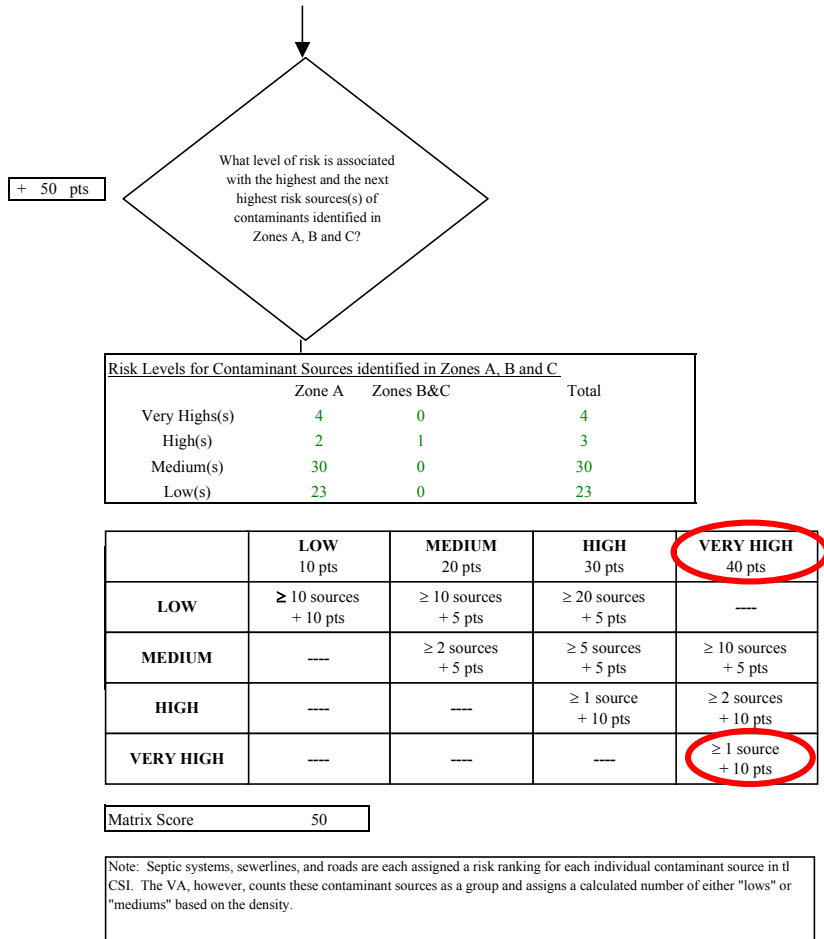 What level of risk is associated
with the highest and the next
highest risk sources(s) of
contaminants identified in
Zones A, B and C?
+ 50 pts
Risk Levels for Contaminant Sources identified in Zones A, B and C
Zone A Zones B&C Total
Very Highs(s) 4 0 4
High(s) 2 1 3
Medium(s) 30 0 30
Low(s) 23 0 23
LOW MEDIUM HIGH VERY HIGH
10 pts 20 pts 30 pts 40 pts
LOW ≥ 10 sources ≥ 10 sources ≥ 20 sources ----
+ 10 pts + 5 pts + 5 pts
MEDIUM ---- ≥ 2 sources ≥ 5 sources ≥ 10 sources
+ 5 pts + 5 pts + 5 pts
HIGH ---- ---- ≥ 1 source ≥ 2 sources
+ 10 pts + 10 pts
VERY HIGH ---- ---- ---- ≥ 1 source
+ 10 pts
Matrix Score 50
Note: Septic systems, sewerlines, and roads are each assigned a risk ranking for each individual contaminant source in
CSI. The VA, however, counts these contaminant sources as a group and assigns a calculated number of either "lows" or
"mediums" based on the density.